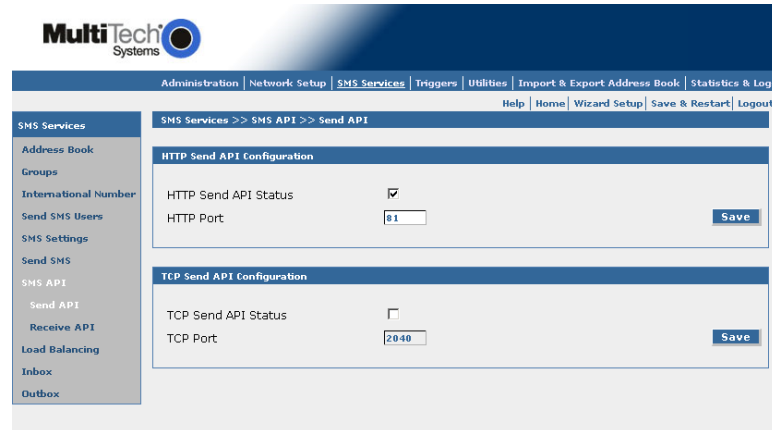 MultiTech
Systems
Administration | Network Setup | SMS Services | Triggers | Utilities | Import & Export Address Book | Statistics & Log
Help | Home | Wizard Setup | Save & Restart | Logout
SMS Services
SMS Services >> SMS API >> Send API
Address Book
Groups
International Number
Send SMS Users
SMS Settings
Send SMS
SMS API
Send API
Receive API
Load Balancing
Inbox
Outbox
HTTP Send API Configuration
HTTP Send API Status
HTTP Port 81 Save
TCP Send API Configuration
TCP Send API Status
TCP Port 2040 Save